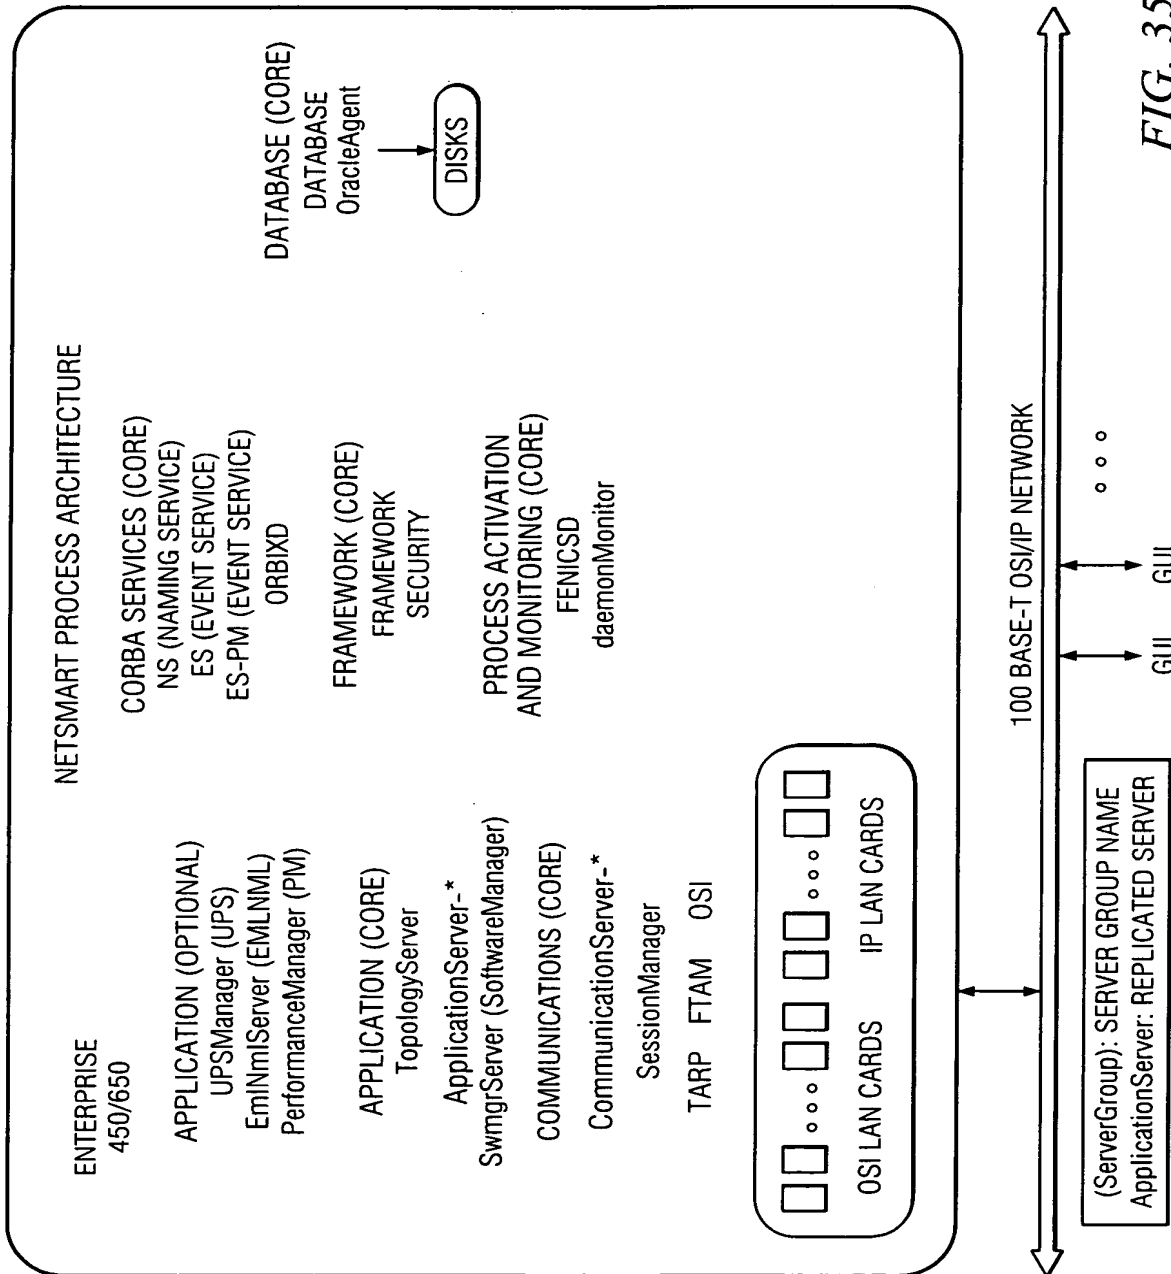 NETSMART PROCESS ARCHITECTURE
ENTERPRISE
450/650
APPLICATION (OPTIONAL)
UPSManager (UPS)
EmlNmlServer (EMLNML)
PerformanceManager (PM)
APPLICATION (CORE)
TopologyServer
ApplicationServer-*
SwmgrServer (SoftwareManager)
COMMUNICATIONS (CORE)
CommunicationServer-*
SessionManager
TARP FTAM OSI
OSI LAN CARDS
IP LAN CARDS
CORBA SERVICES (CORE)
NS (NAMING SERVICE)
ES (EVENT SERVICE)
ES-PM (EVENT SERVICE)
ORBIXD
FRAMEWORK (CORE)
FRAMEWORK
SECURITY
PROCESS ACTIVATION
AND MONITORING (CORE)
FENICSD
daemonMonitor
DATABASE (CORE)
DATABASE
OracleAgent
DISKS
100 BASE-T OSI/IP NETWORK
(ServerGroup): SERVER GROUP NAME
ApplicationServer: REPLICATED SERVER
GUI
GUI
FIG. 35